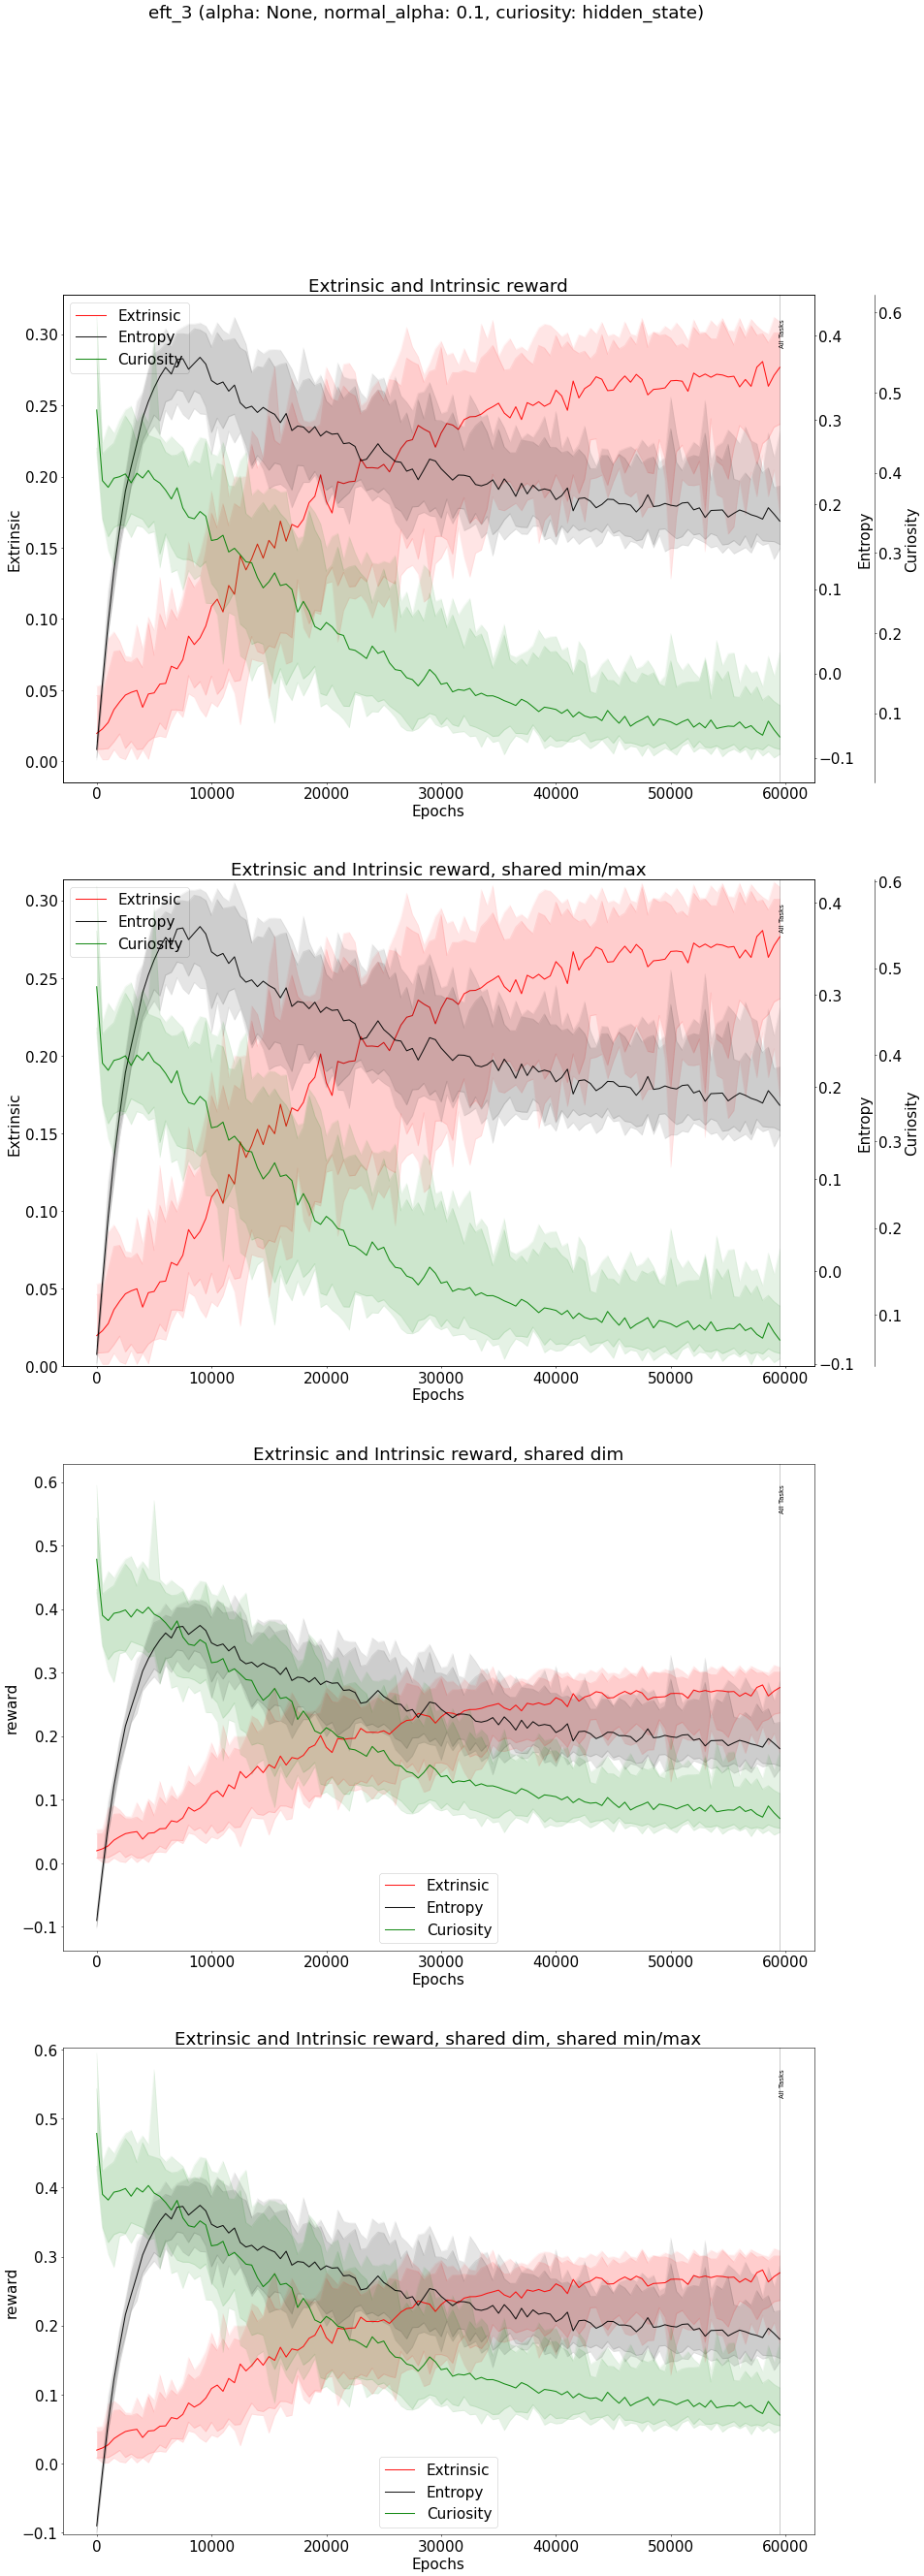 eft_3 (alpha: None, normal_alpha: 0.1, curiosity: hidden_state)
Extrinsic and Intrinsic reward
Extrinsic
Entropy
Curiosity
All Tasks
0.30
0.25
0.20
0.15
0.10
0.05
0.00
Extrinsic
0.4
0.3
0.2
0.1
0.0
−0.1
Entropy
0.6
0.5
0.4
0.3
0.2
0.1
Curiosity
0 10000 20000 30000 40000 50000 60000
Epochs
Extrinsic and Intrinsic reward, shared min/max
Extrinsic
Entropy
Curiosity
All Tasks
0.30
0.25
0.20
0.15
0.10
0.05
0.00
Extrinsic
0.4
0.3
0.2
0.1
0.0
−0.1
Entropy
0.6
0.5
0.4
0.3
0.2
0.1
Curiosity
0 10000 20000 30000 40000 50000 60000
Epochs
Extrinsic and Intrinsic reward, shared dim
All Tasks
0.6
0.5
0.4
0.3
0.2
0.1
0.0
−0.1
reward
Extrinsic
Entropy
Curiosity
0 10000 20000 30000 40000 50000 60000
Epochs
Extrinsic and Intrinsic reward, shared dim, shared min/max
All Tasks
0.6
0.5
0.4
0.3
0.2
0.1
0.0
−0.1
reward
Extrinsic
Entropy
Curiosity
0 10000 20000 30000 40000 50000 60000
Epochs